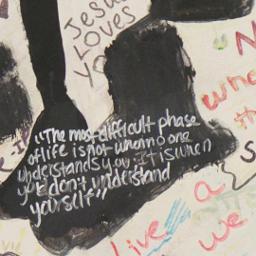 Jesus
Loves
yo
"The most difficult phase
of life is not when no one
understands you. It is when
you don't understand
yourself"
N
who
th
S
Live a
we